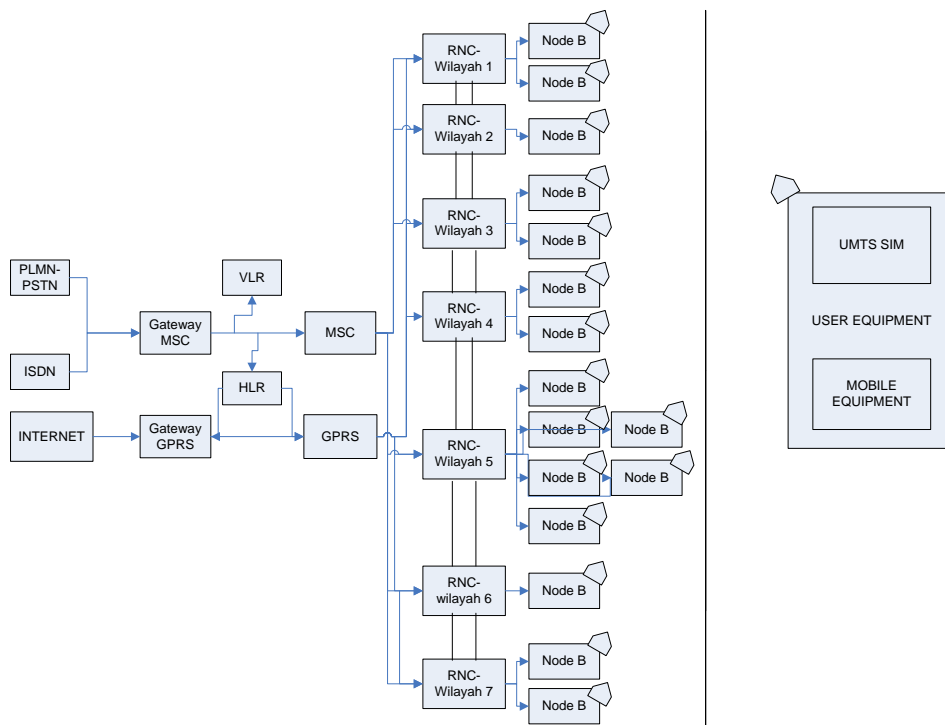 PLMN-
PSTN
ISDN
INTERNET
Gateway
MSC
Gateway
GPRS
VLR
HLR
MSC
GPRS
RNC-
Wilayah 1
Node B
Node B
RNC-
Wilayah 2
Node B
RNC-
Wilayah 3
Node B
Node B
RNC-
Wilayah 4
Node B
Node B
RNC-
Wilayah 5
Node B
Node B
Node B
Node B
Node B
Node B
RNC-
wilayah 6
Node B
RNC-
Wilayah 7
Node B
Node B
UMTS SIM
USER EQUIPMENT
MOBILE
EQUIPMENT